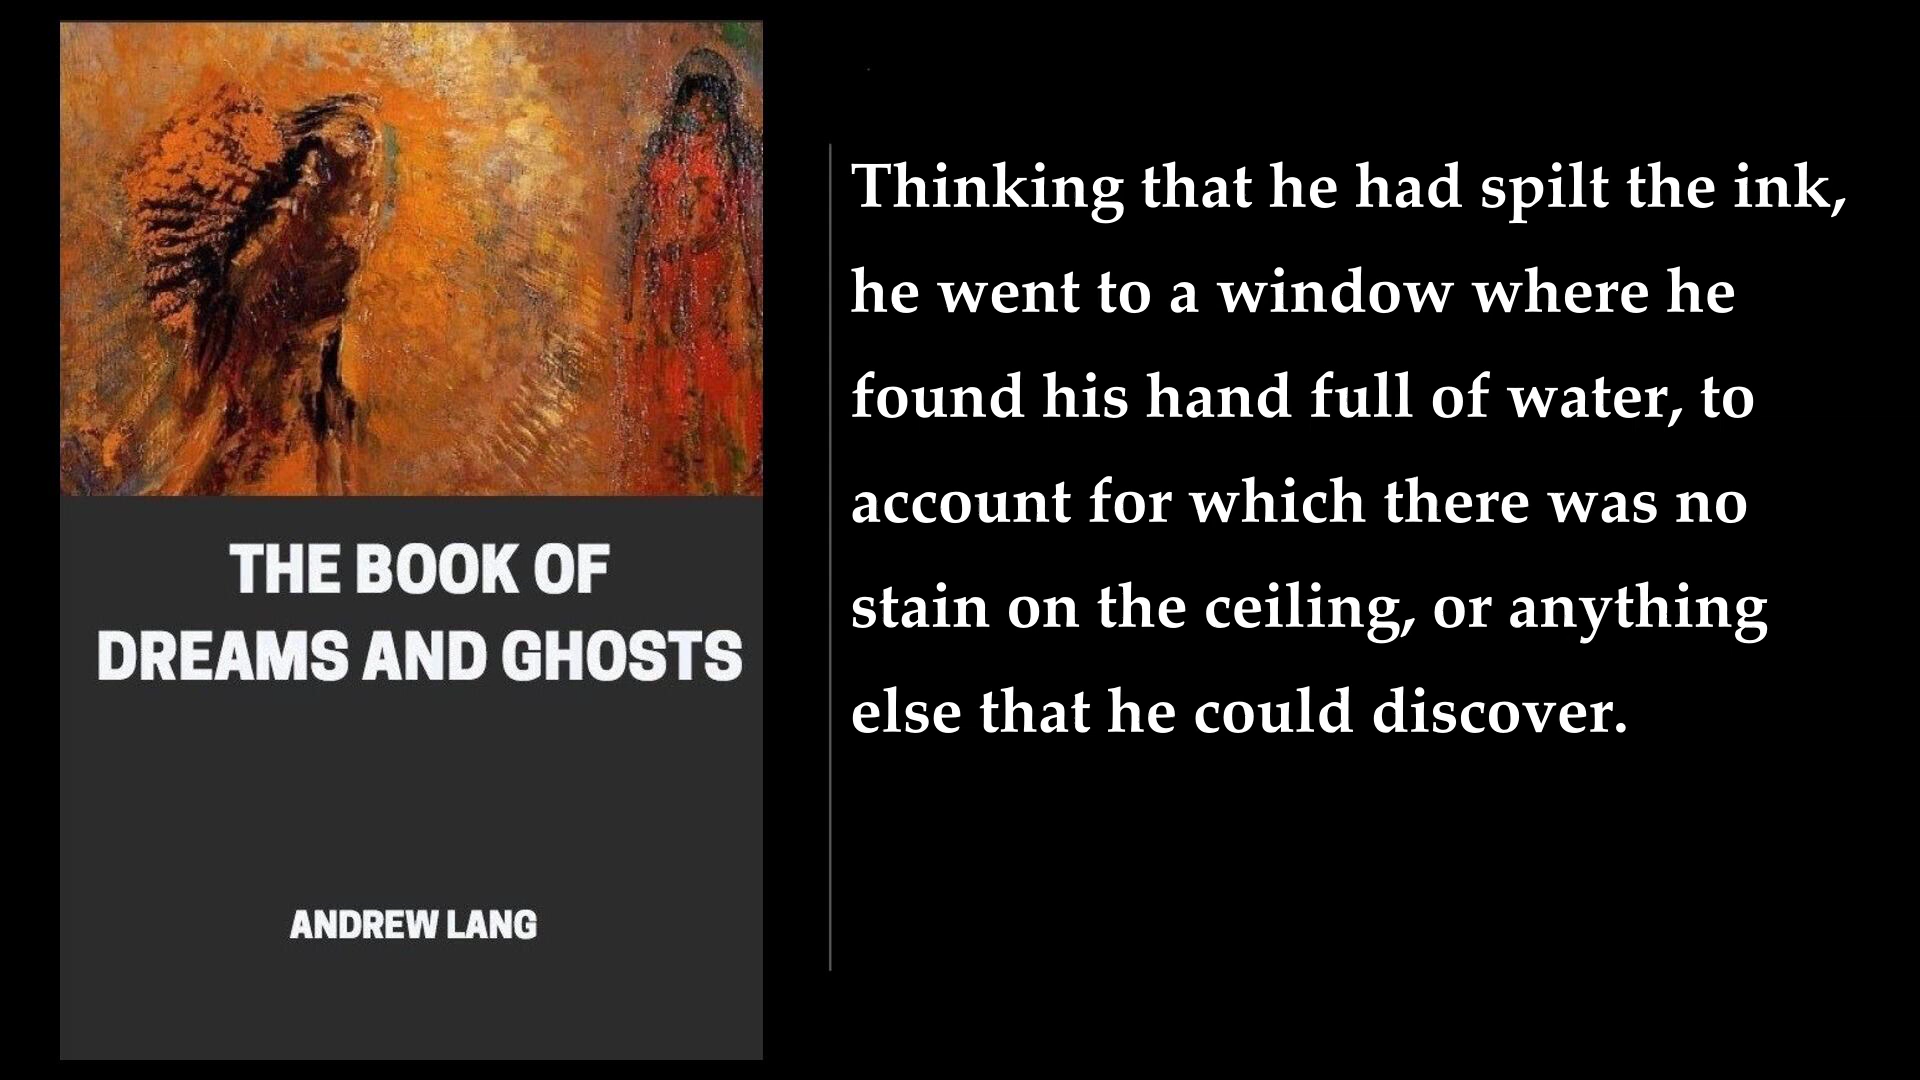 THE BOOK OF
DREAMS AND GHOSTS
ANDREW LANG
Thinking that he had spilt the ink,
he went to a window where he
found his hand full of water, to
account for which there was no
stain on the ceiling, or anything
else that he could discover.